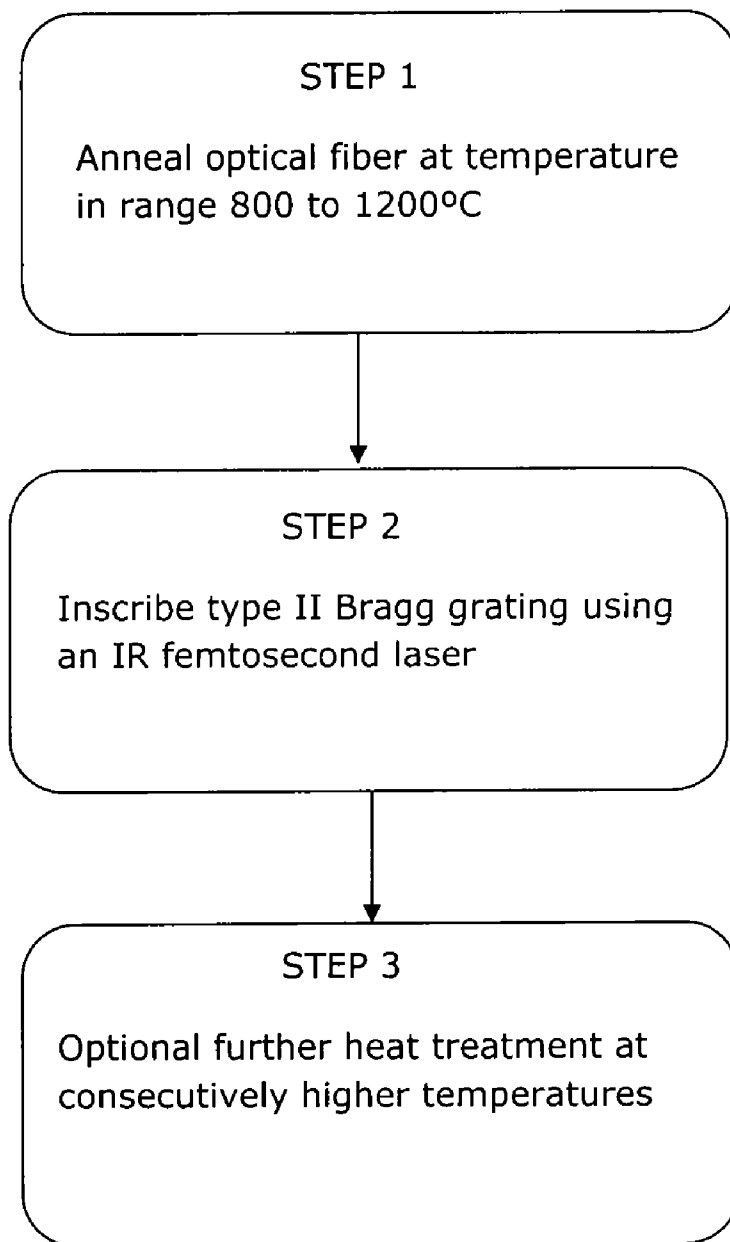 STEP 1
Anneal optical fiber at temperature
in range 800 to 1200ºC
STEP 2
Inscribe type II Bragg grating using
an IR femtosecond laser
STEP 3
Optional further heat treatment at
consecutively higher temperatures